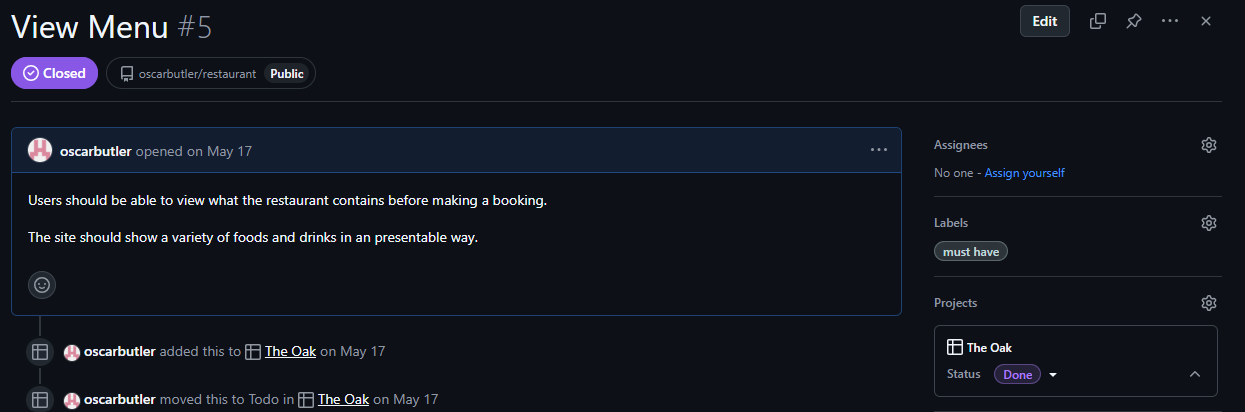 View Menu #5
Edit
Closed
oscarbutler/restaurant Public
oscarbutler opened on May 17
Users should be able to view what the restaurant contains before making a booking.
The site should show a variety of foods and drinks in an presentable way.
oscarbutler added this to The Oak on May 17
oscarbutler moved this to Todo in The Oak on May 17
Assignees
No one - Assign yourself
Labels
must have
Projects
The Oak
Status Done